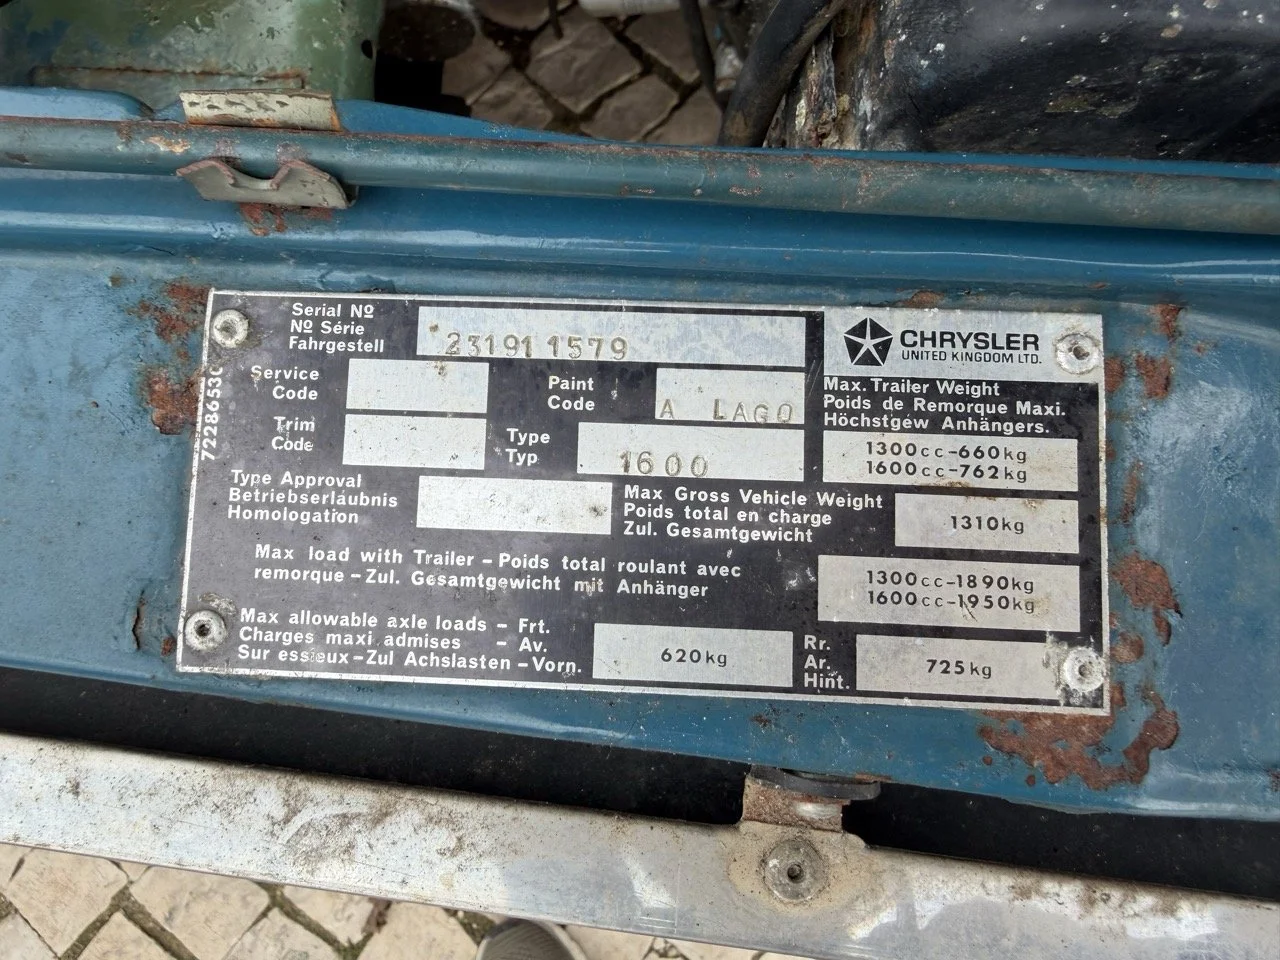 Serial Nº
Nº Série
Fahrgestell
231911579
CHRYSLER
UNITED KINGDOM LTD.
Service
Code
Paint
Code
A LAGO
Max. Trailer Weight
Poids de Remorque Maxi.
Höchstgew Anhängers.
Trim
Code
Type
Typ
1600
1300cc-660kg
1600cc-762kg
Type Approval
Betriebserlaubnis
Homologation
Max Gross Vehicle Weight
Poids total en charge
Zul. Gesamtgewicht
1310kg
Max load with Trailer – Poids total roulant avec
remorque – Zul. Gesamtgewicht mit Anhänger
1300cc-1890kg
1600cc-1950kg
Max allowable axle loads – Frt.
Charges maxi admises – Av.
Sur essieux – Zul Achslasten – Vorn.
620kg
Rr.
Ar.
Hint.
725kg